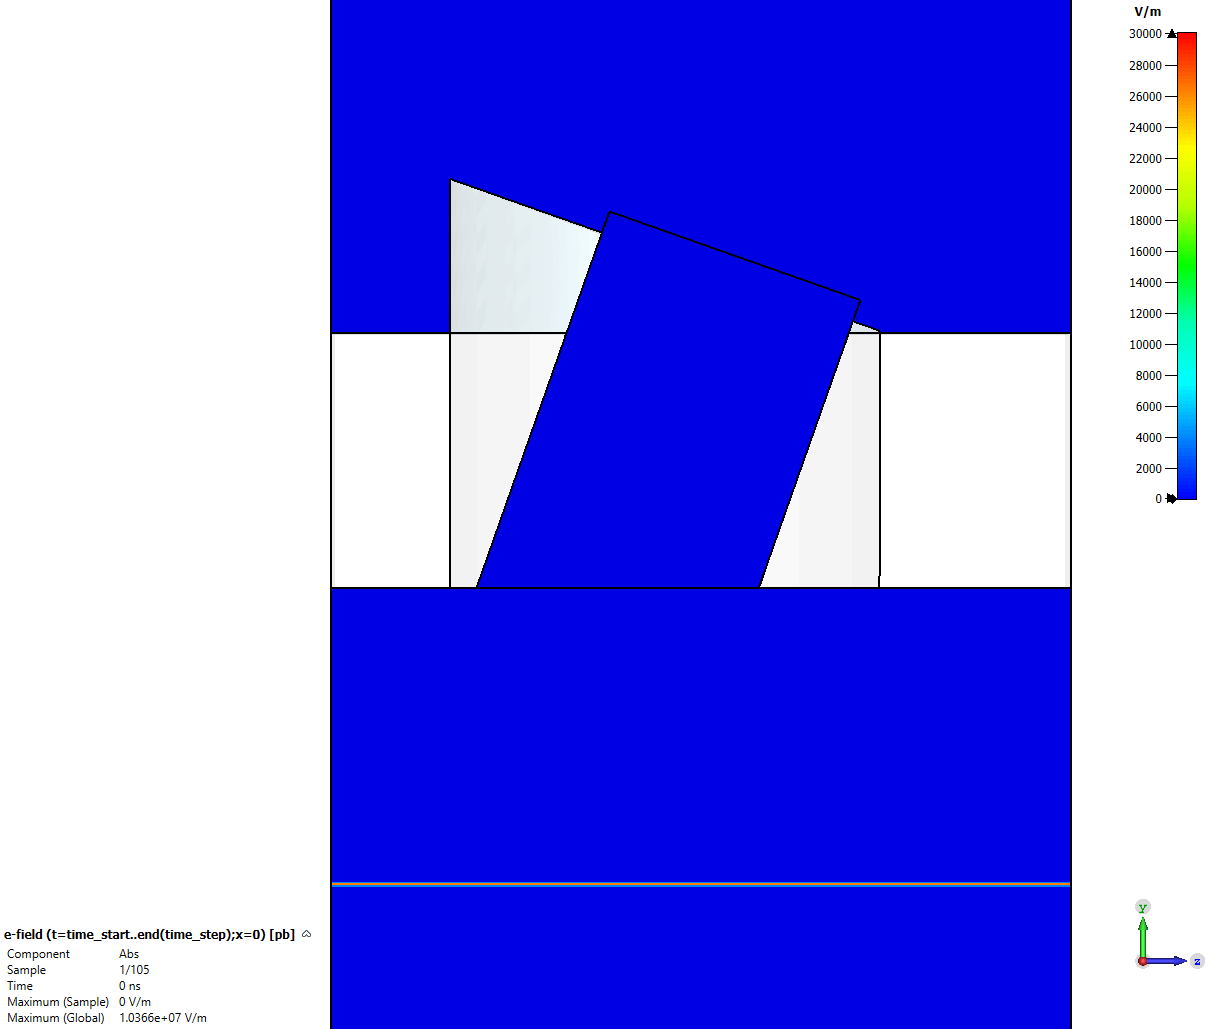 V/m
30000
28000
26000
24000
22000
20000
18000
16000
14000
12000
10000
8000
6000
4000
2000
0
Y
z
e-field (t=time_start..end(time_step);x=0) [pb]
Component Abs
Sample 1/105
Time 0 ns
Maximum (Sample) 0 V/m
Maximum (Global) 1.0366e+07 V/m